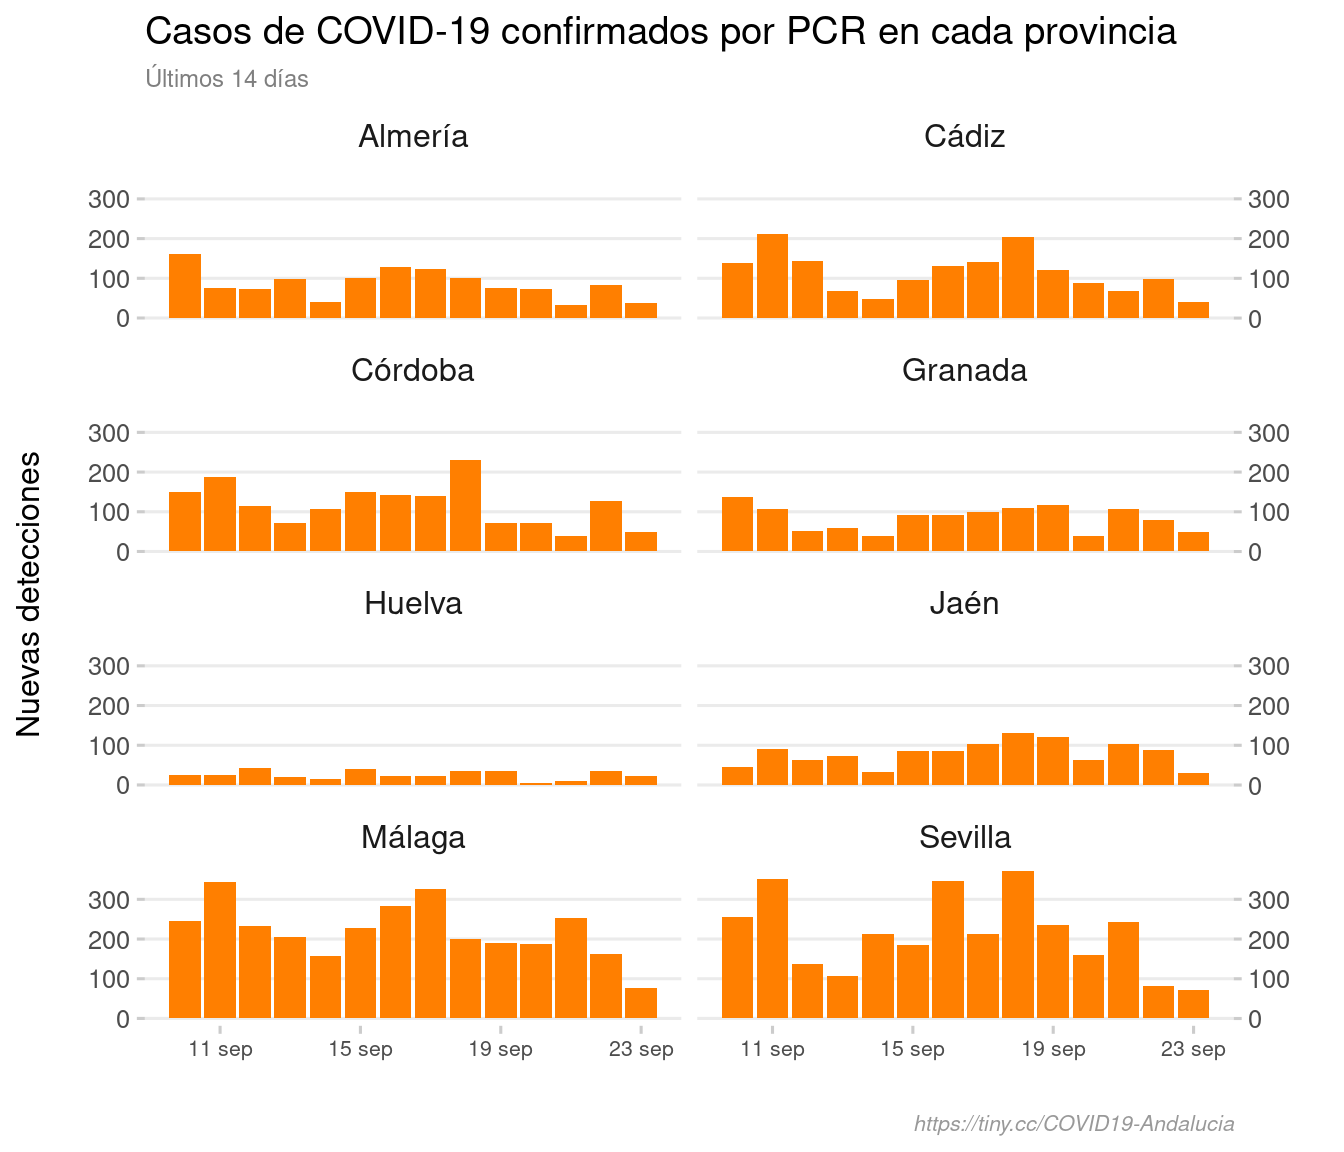 Casos de COVID-19 confirmados por PCR en cada provincia
Últimos 14 días
Nuevas detecciones
Almería
Cádiz
300
200
100
0
300
200
100
0
Córdoba
Granada
300
200
100
0
300
200
100
0
Huelva
Jaén
300
200
100
0
300
200
100
0
Málaga
Sevilla
300
200
100
0
300
200
100
0
11 sep 15 sep 19 sep 23 sep
11 sep 15 sep 19 sep 23 sep
https://tiny.cc/COVID19-Andalucia